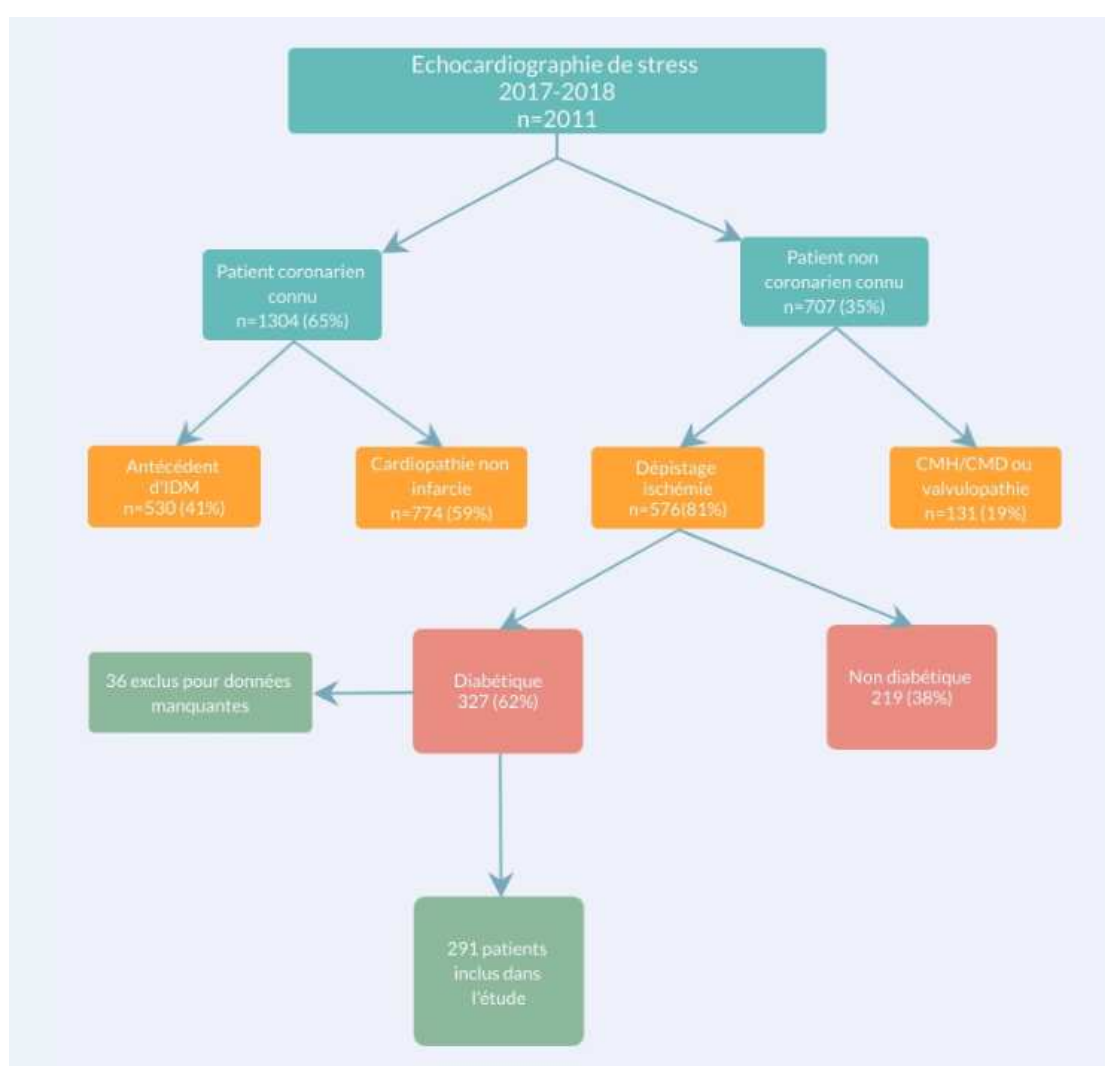 Echocardiographie de stress
2017-2018
n=2011
Patient coronarien
connu
n=1304 (65%)
Patient non
coronarien connu
n=707 (35%)
Antécédent
d'IDM
n=530 (41%)
Cardiopathie non
infarcie
n=774 (59%)
Dépistage
ischémie
n=576(81%)
CMH/CMD ou
valvulopathie
n=131 (19%)
36 exclus pour données
manquantes
Diabétique
327 (62%)
Non diabétique
219 (38%)
291 patients
inclus dans
l'étude